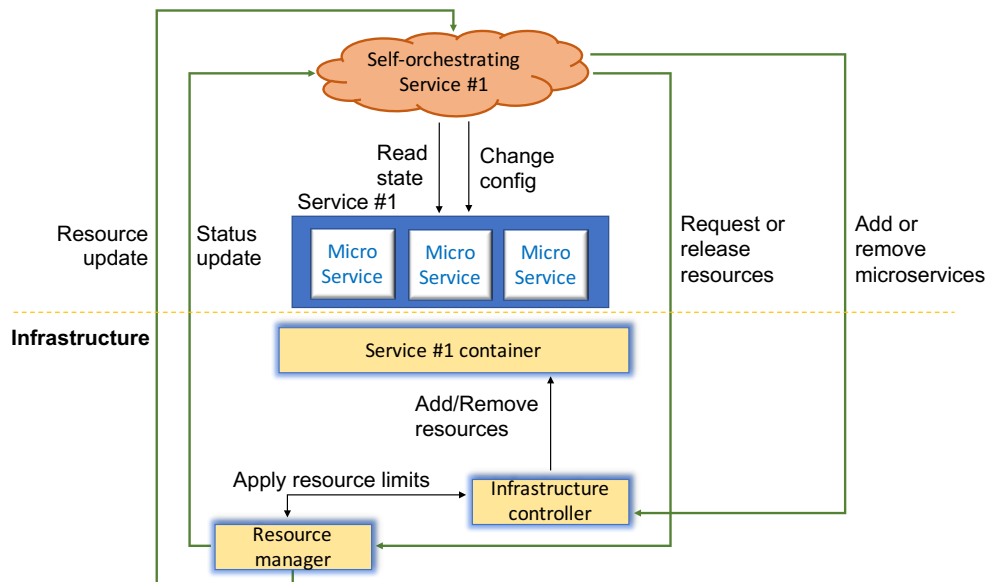 Self-orchestrating
Service #1
Read
state
Change
config
Service #1
Resource
update
Status
update
Micro
Service
Micro
Service
Micro
Service
Request or
release
resources
Add or
remove
microservices
Infrastructure
Service #1 container
Add/Remove
resources
Apply resource limits
Infrastructure
controller
Resource
manager